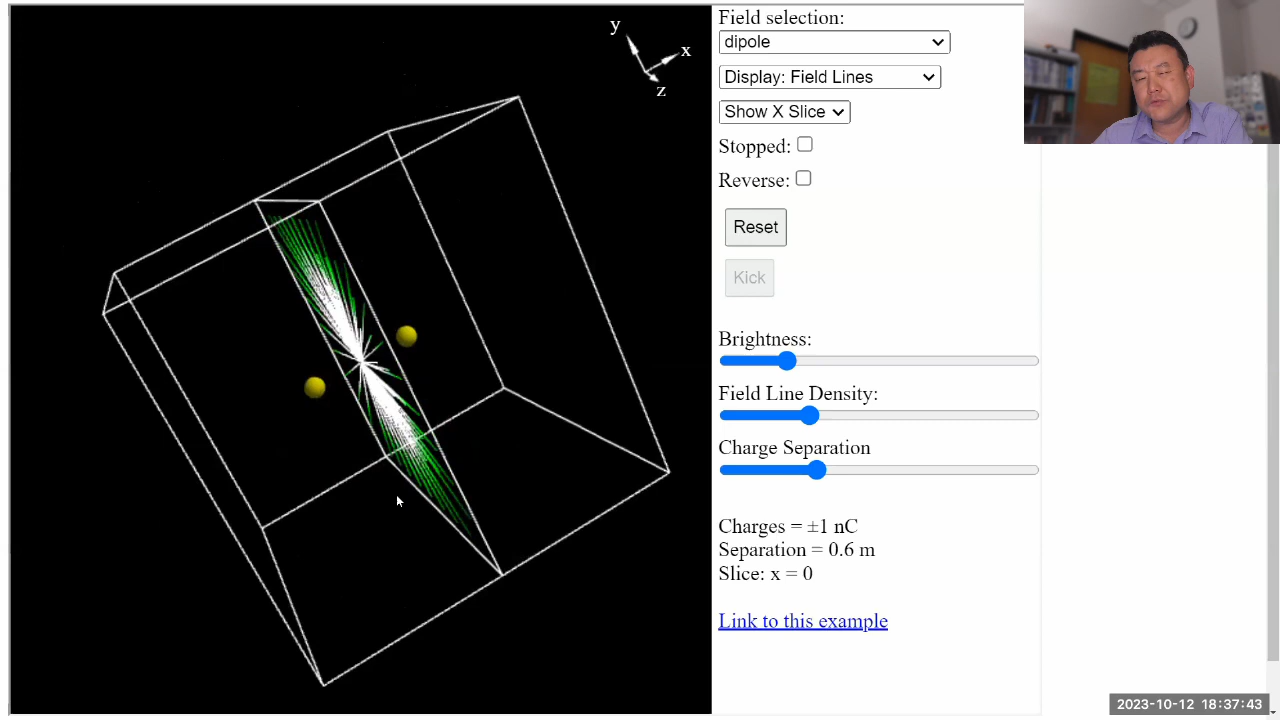 y
x
z
Field selection:
dipole
Display: Field Lines
Show X Slice
Stopped:
Reverse:
Reset
Kick
Brightness:
Field Line Density:
Charge Separation
Charges = ±1 nC
Separation = 0.6 m
Slice: x = 0
Link to this example
2023-10-12 18:37:43